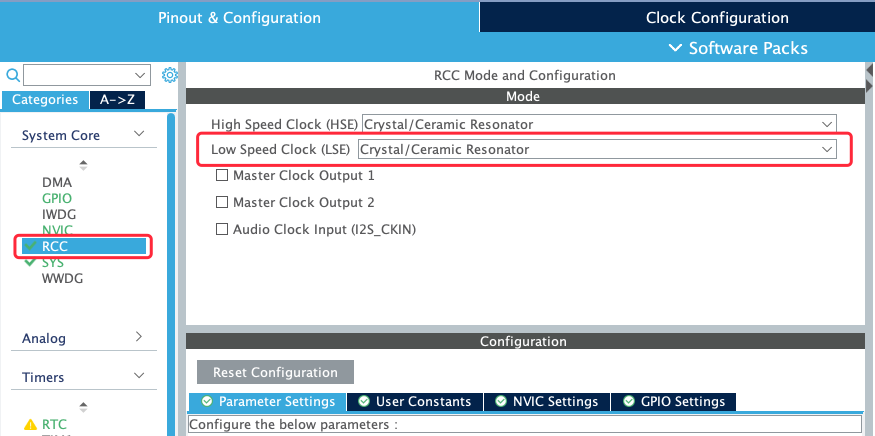 Pinout & Configuration
Clock Configuration
Software Packs
Categories
A->Z
System Core
DMA
GPIO
IWDG
NVIC
RCC
SYS
WWDG
Analog
Timers
RTC
RCC Mode and Configuration
Mode
High Speed Clock (HSE) Crystal/Ceramic Resonator
Low Speed Clock (LSE) Crystal/Ceramic Resonator
Master Clock Output 1
Master Clock Output 2
Audio Clock Input (I2S_CKIN)
Configuration
Reset Configuration
Parameter Settings
User Constants
NVIC Settings
GPIO Settings
Configure the below parameters :